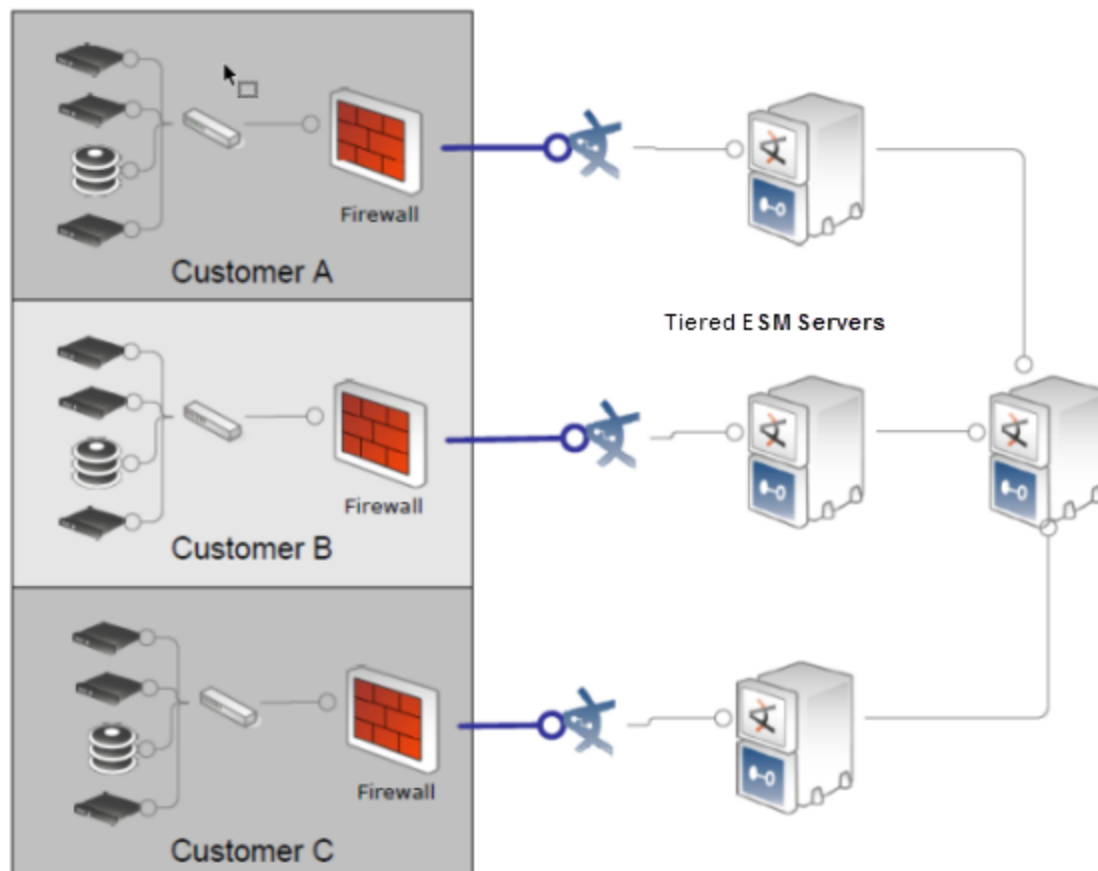 Firewall
Customer A
Tiered ESM Servers
Firewall
Customer B
Firewall
Customer C